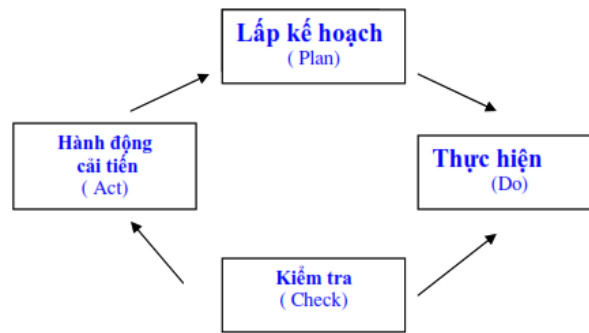 Lấp kế hoạch
( Plan)
Hành động
cải tiến
( Act)
Thực hiện
(Do)
Kiểm tra
( Check)